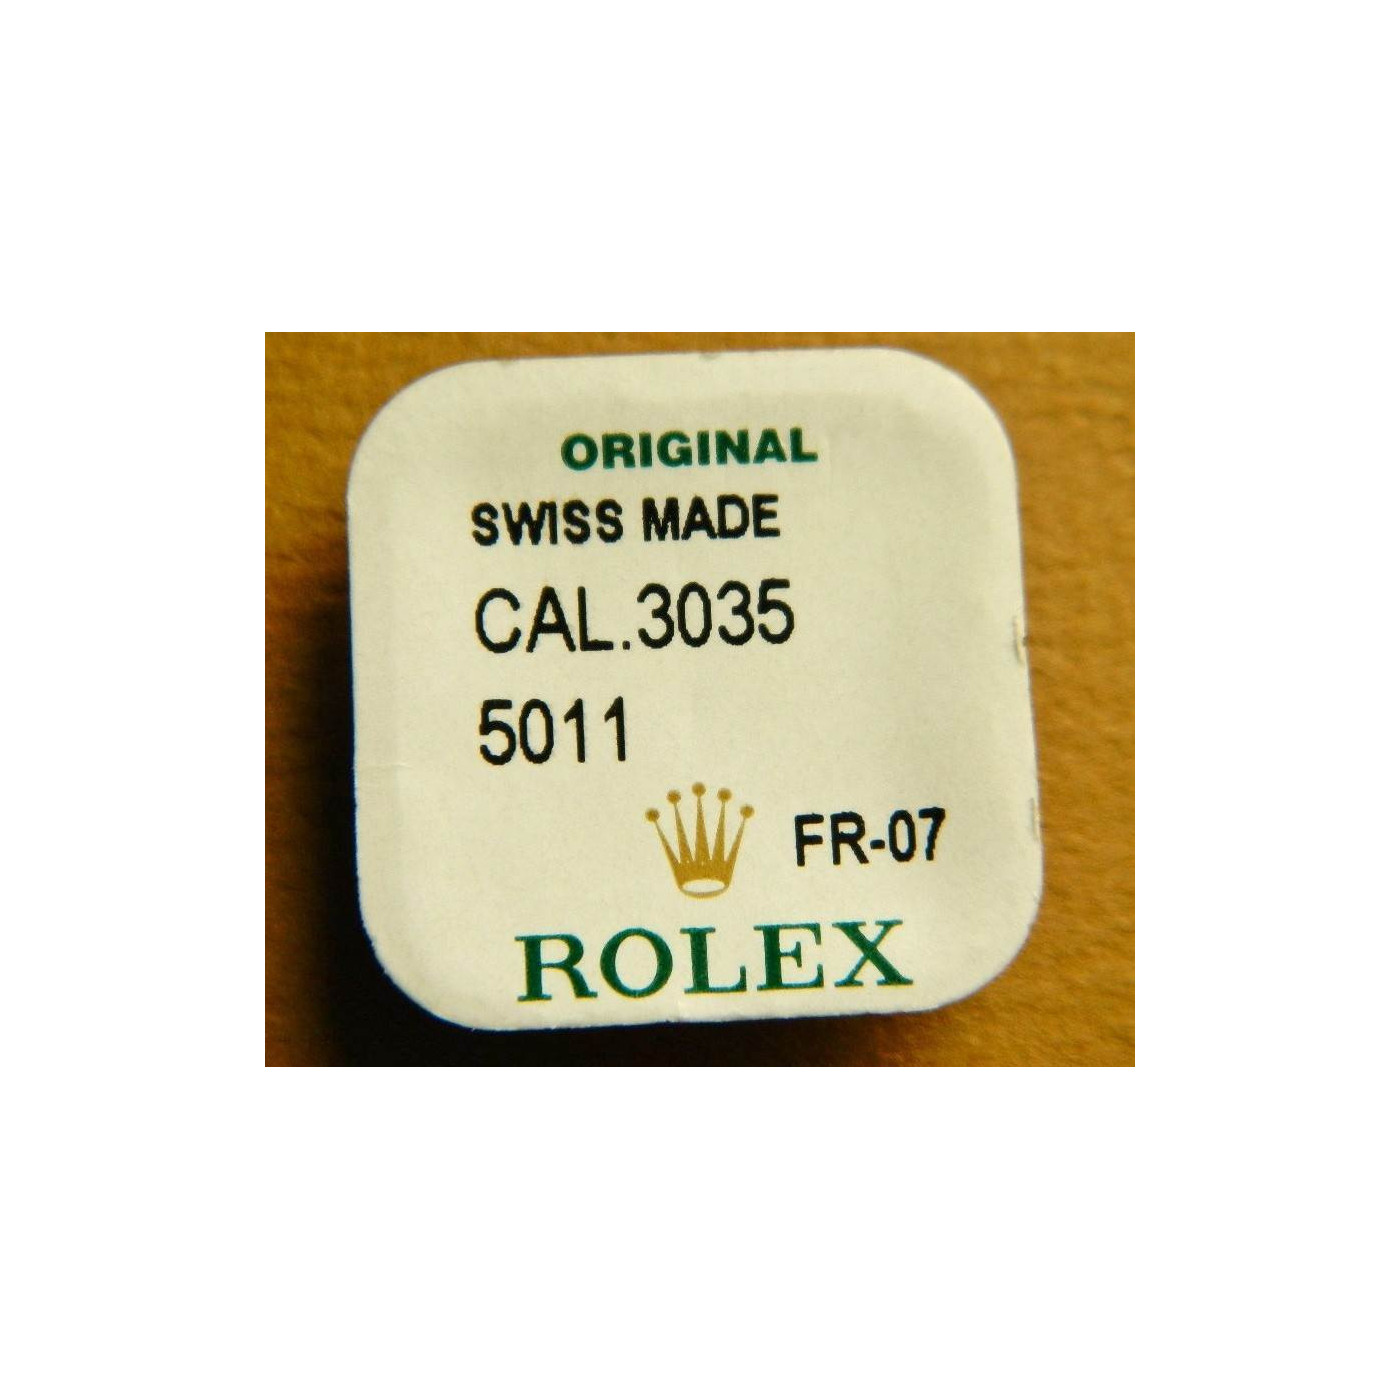 ORIGINAL
SWISS MADE
CAL.3035
5011
FR-07
ROLEX